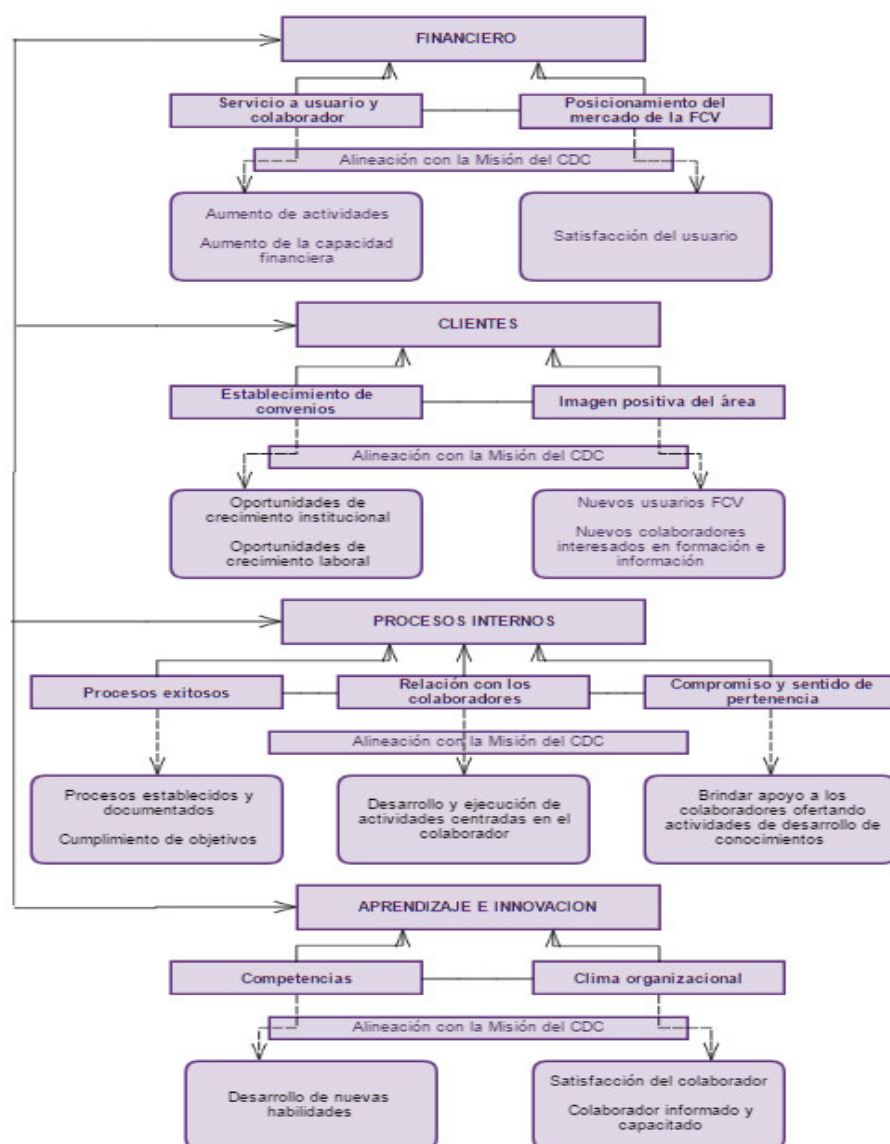 FINANCIERO
Servicio a usuario y
colaborador
Posicionamiento del
mercado de la FCV
Alineación con la Misión del CDC
Aumento de actividades
Aumento de la capacidad
financiera
Satisfacción del usuario
CLIENTES
Establecimiento de
convenios
Imagen positiva del área
Alineación con la Misión del CDC
Oportunidades de
crecimiento institucional
Oportunidades de
crecimiento laboral
Nuevos usuarios FCV
Nuevos colaboradores
interesados en formación e
información
PROCESOS INTERNOS
Procesos exitosos
Relación con los
colaboradores
Compromiso y sentido de
pertenencia
Alineación con la Misión del CDC
Procesos establecidos y
documentados
Cumplimiento de objetivos
Desarrollo y ejecución de
actividades centradas en el
colaborador
Brindar apoyo a los
colaboradores ofertando
actividades de desarrollo de
conocimientos
APRENDIZAJE E INNOVACION
Competencias
Clima organizacional
Alineación con la Misión del CDC
Desarrollo de nuevas
habilidades
Satisfacción del colaborador
Colaborador informado y
capacitado